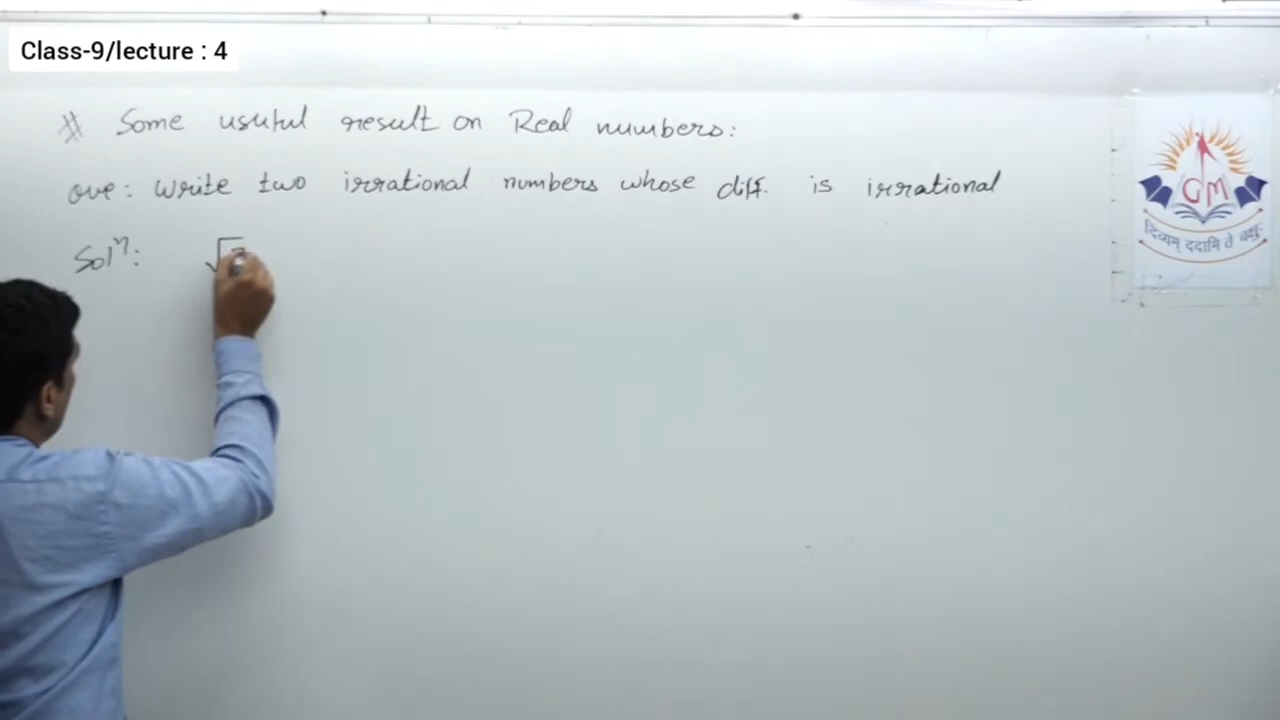 Class-9/lecture : 4
# Some useful result on Real numbers:
Que: write two irrational numbers whose diff. is irrational
Solⁿ: √
GM
दिव्यम् ददामि ते चक्षुः